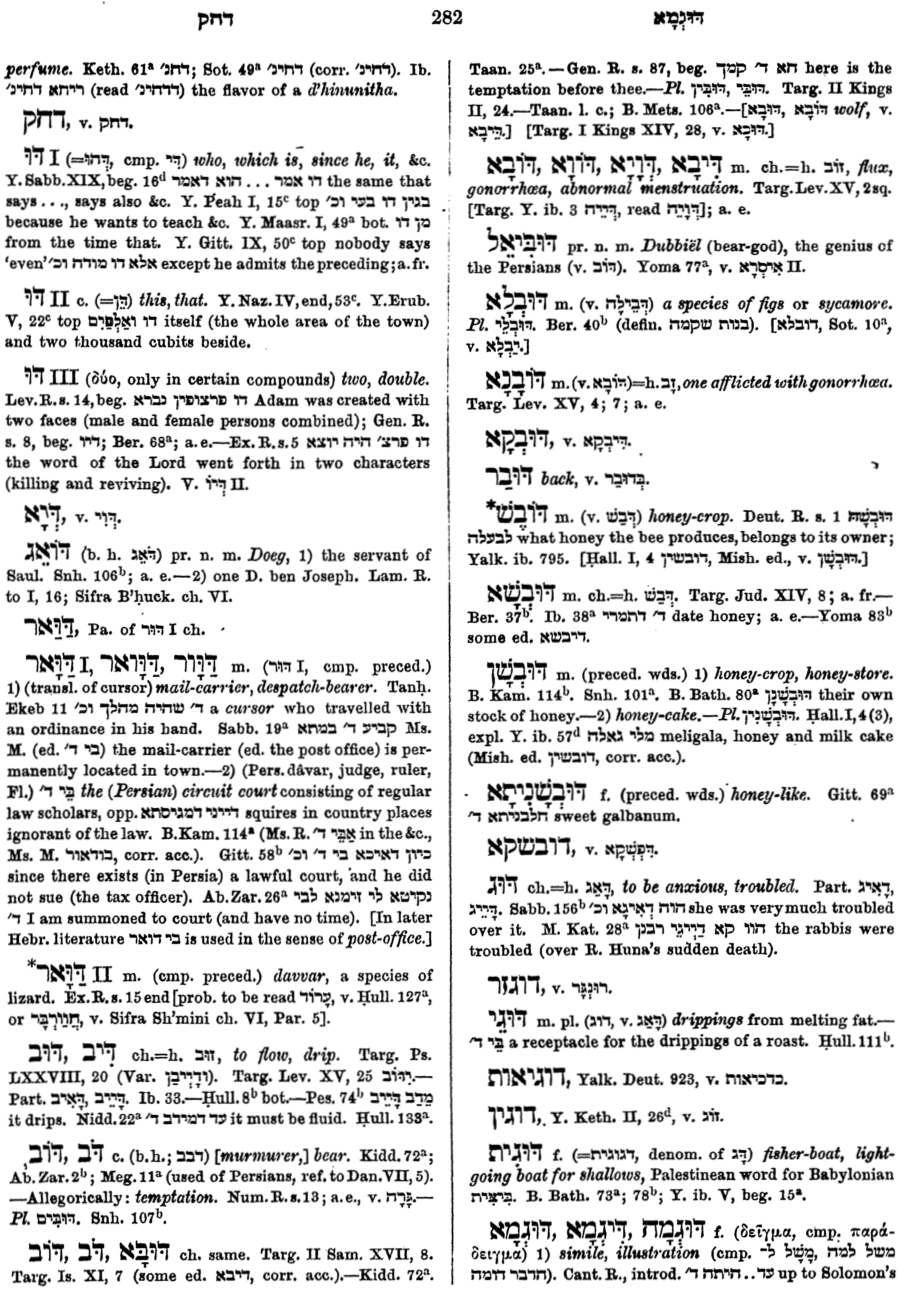 דחק
282
דּוּגְמָא
perfume. Keth. 61ᵃ דחנ׳; Sot. 49ᵃ דחינ׳ (corr. דחינ׳). Ib.
ריחא דחינ׳ (read דדחינ׳) the flavor of a d'hinunitha.
דחק, v. דחק.
דּוּ I (=דְּהוּ, cmp. דִּי) who, which is, since he, it, &c.
Y. Sabb. XIX, beg. 16ᵈ הוא דאמר ... דו אמר the same that
says ..., says also &c. Y. Peah I, 15ᶜ top בגין דו בעי וכ׳
because he wants to teach &c. Y. Maasr. I, 49ᵃ bot. מן דו
from the time that. Y. Gitt. IX, 50ᶜ top nobody says
'even' אלא דו מודה וכ׳ except he admits the preceding; a. fr.
דּוּ II c. (=דֵּין) this, that. Y. Naz. IV, end, 53ᶜ. Y. Erub.
V, 22ᶜ top דו ואלפים itself (the whole area of the town)
and two thousand cubits beside.
דּוּ III (δύο, only in certain compounds) two, double.
Lev. R. s. 14, beg. דו פרצופין נברא Adam was created with
two faces (male and female persons combined); Gen. R.
s. 8, beg. דיו; Ber. 68ᵃ; a. e.—Ex. R. s. 5 דו פרצ׳ היה יוצא
the word of the Lord went forth in two characters
(killing and reviving). V. דְּיוֹ II.
דְּוָא, v. דְּוִי.
דּוֹאֵג (b. h. דֹּאֵג) pr. n. m. Doeg, 1) the servant of
Saul. Snh. 106ᵇ; a. e.—2) one D. ben Joseph. Lam. R.
to I, 16; Sifra B'ḥuck. ch. VI.
דַּוֵּאר, Pa. of דּוּר I ch.
דַּוָּאר I, דַּוּוֹאר, דַּוָּור m. (דּוּר I, cmp. preced.)
1) (transl. of cursor) mail-carrier, despatch-bearer. Tanḥ.
Ekeb 11 ד׳ שהיה מהלך וכ׳ a cursor who travelled with
an ordinance in his hand. Sabb. 19ᵃ קביע ד׳ במתא Ms.
M. (ed. בי ד׳) the mail-carrier (ed. the post office) is per-
manently located in town.—2) (Pers. dâvar, judge, ruler,
Fl.) בֵּי ד׳ the (Persian) circuit court consisting of regular
law scholars, opp. דייני דמגיסתא squires in country places
ignorant of the law. B. Kam. 114ᵃ (Ms. R. אַבֵּי ד׳ in the &c.,
Ms. M. בודאור, corr. acc.). Gitt. 58ᵇ כיון דאיכא בי ד׳ וכ׳
since there exists (in Persia) a lawful court, and he did
not sue (the tax officer). Ab. Zar. 26ᵃ נקיטא לי זימנא לבי
ד׳ I am summoned to court (and have no time). [In later
Hebr. literature בי דואר is used in the sense of post-office.]
*דַּוָּאר II m. (cmp. preced.) davvar, a species of
lizard. Ex. R. s. 15 end [prob. to be read עָרוֹד, v. Ḥull. 127ᵃ,
or חֲוַורְבָּר, v. Sifra Sh'mini ch. VI, Par. 5].
דּוּב, דִּיב ch.=h. זוּב, to flow, drip. Targ. Ps.
LXXVIII, 20 (Var. וּדְיִיבָן). Targ. Lev. XV, 25 יְדוּב.—
Part. דָּאִיב, דָּיֵיב. Ib. 33.—Ḥull. 8ᵇ bot.—Pes. 74ᵇ מֵדַב דָּיֵיב
it drips. Nidd. 22ᵃ עד דמידב ד׳ it must be fluid. Ḥull. 133ᵃ.
דֹּב, דּוֹב c. (b. h.; דבב) [murmurer,] bear. Kidd. 72ᵃ;
Ab. Zar. 2ᵇ; Meg. 11ᵃ (used of Persians, ref. to Dan. VII, 5).
—Allegorically: temptation. Num. R. s. 13; a. e., v. גָּרָה.—
Pl. דּוּבִּים. Snh. 107ᵇ.
דּוּבָּא, דֹּב, דּוֹב ch. same. Targ. II Sam. XVII, 8.
Targ. Is. XI, 7 (some ed. דיבא, corr. acc.).—Kidd. 72ᵃ.
Taan. 25ᵃ.—Gen. R. s. 87, beg. הא ד׳ קמך here is the
temptation before thee.—Pl. דּוּבֵּי, דּוּבִּין. Targ. II Kings
II, 24.—Taan. l. c.; B. Mets. 106ᵃ.—[דּוּבָא, דּוֹבָא wolf, v.
דֵּיבָא.] [Targ. I Kings XIV, 28, v. דּוּכָא.]
דִּיבָא, דְּוָיָא, דּוֹוָא, דּוֹבָא m. ch.=h. זוֹב, flux,
gonorrhœa, abnormal menstruation. Targ. Lev. XV, 2 sq.
[Targ. Y. ib. 3 דְּיֵיהּ, read דְּוָיֵהּ]; a. e.
דּוּבִּיאֵל pr. n. m. Dubbiël (bear-god), the genius of
the Persians (v. דּוֹב). Yoma 77ᵃ, v. אִיסְרָא II.
דּוּבְלָא m. (v. דְּבֵילָה) a species of figs or sycamore.
Pl. דּוּבְלֵי. Ber. 40ᵇ (defin. בנות שקמה). [דובלא, Sot. 10ᵃ,
v. יַבְלָא.]
דּוֹבָנָא m. (v. דּוֹבָא)=h. זָב, one afflicted with gonorrhœa.
Targ. Lev. XV, 4; 7; a. e.
דּוּבְקָא, v. דִּיבְקָא.
דּוּבַר back, v. בְּדוּבַר.
*דּוֹבֶשׁ m. (v. דְּבַשׁ) honey-crop. Deut. R. s. 1 דּוּבְשָׁהּ
לבעלה what honey the bee produces, belongs to its owner;
Yalk. ib. 795. [Hall. I, 4 דובשין, Mish. ed., v. דּוּבְשָׁן.]
דּוּבְשָׁא m. ch.=h. דְּבַשׁ. Targ. Jud. XIV, 8; a. fr.—
Ber. 37ᵇ. Ib. 38ᵃ ד׳ דתמרי date honey; a. e.—Yoma 83ᵇ
some ed. דיבשא.
דּוּבְשָׁן m. (preced. wds.) 1) honey-crop, honey-store.
B. Kam. 114ᵇ. Snh. 101ᵃ. B. Bath. 80ᵃ דּוּבְשָׁנָן their own
stock of honey.—2) honey-cake.—Pl. דּוּבְשָׁנִין. Ḥall. I, 4 (3),
expl. Y. ib. 57ᵈ מלי גאלה meligala, honey and milk cake
(Mish. ed. דובשין, corr. acc.).
דּוּבְשָׁנִיתָא f. (preced. wds.) honey-like. Gitt. 69ᵃ
חלבניתא ד׳ sweet galbanum.
דובשקא, v. דִּפְשְׁקָא.
דּוּג ch.=h. דָּאַג, to be anxious, troubled. Part. דָּאִיג,
דָּיֵיג. Sabb. 156ᵇ הוה דָאִיגָא וכ׳ she was very much troubled
over it. M. Kat. 28ᵃ הוו קא דָיְיגֵי רבנן the rabbis were
troubled (over R. Huna's sudden death).
דוגזר, v. רוּנְגָּר.
דּוּגֵי m. pl. (דוג, v. דָּאַג) drippings from melting fat.—
בֵּי ד׳ a receptacle for the drippings of a roast. Ḥull. 111ᵇ.
דוגיאות, Yalk. Deut. 923, v. כרכיאות.
דוגין, Y. Keth. II, 26ᵈ, v. זוּג.
דּוּגִית f. (=דגוגית, denom. of דָּג) fisher-boat, light-
going boat for shallows, Palestinean word for Babylonian
בִּיצִית. B. Bath. 73ᵃ; 78ᵇ; Y. ib. V, beg. 15ᵃ.
דּוּגְמָא, דִּיגְמָא, דּוּגְמָה, דּוּגְמָא f. (δεῖγμα, cmp. παρά-
δειγμα) 1) simile, illustration (cmp. מָשָׁל לְ־, משל למה
הדבר דומה). Cant. R., introd. עד.. היתה ד׳ up to Solomon's